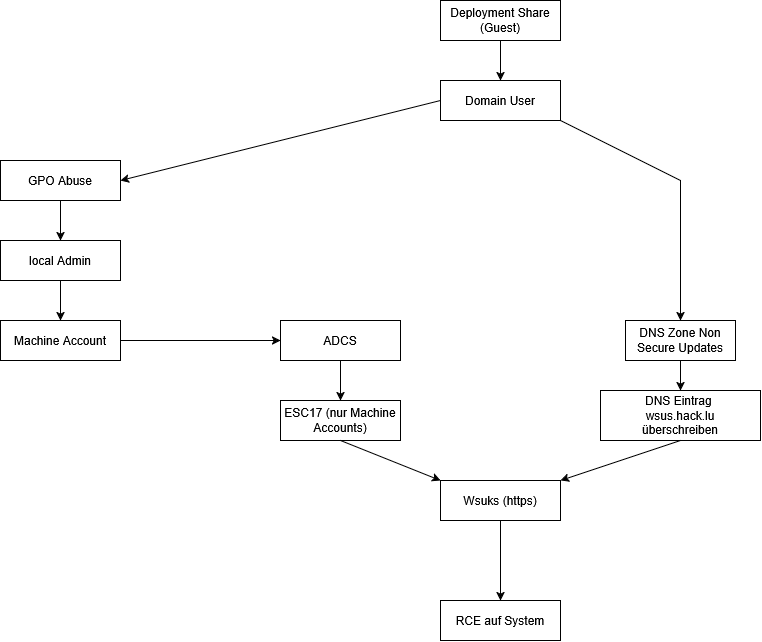 Deployment Share
(Guest)
Domain User
GPO Abuse
local Admin
Machine Account
ADCS
DNS Zone Non
Secure Updates
ESC17 (nur Machine
Accounts)
DNS Eintrag
wsus.hack.lu
überschreiben
Wsuks (https)
RCE auf System